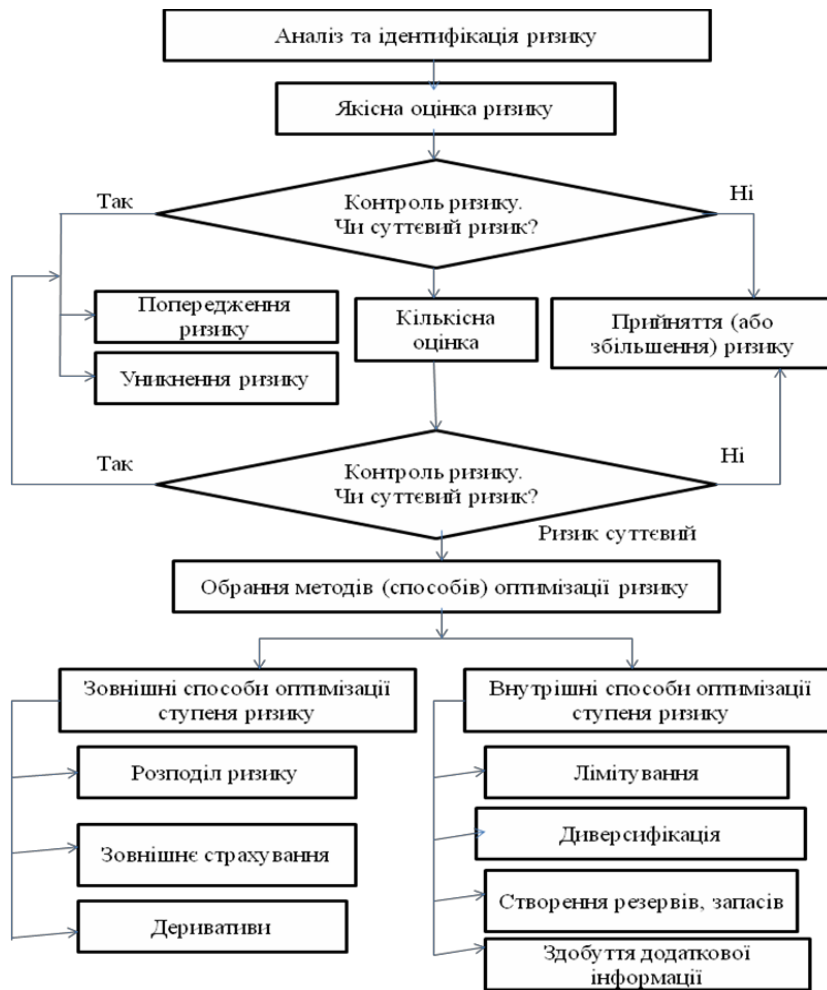 Аналіз та ідентифікація ризику
Якісна оцінка ризику
Так
Контроль ризику.
Чи суттєвий ризик?
Ні
Попередження
ризику
Уникнення ризику
Кількісна
оцінка
Прийняття (або
збільшення) ризику
Так
Контроль ризику.
Чи суттєвий ризик?
Ні
Ризик суттєвий
Обрання методів (способів) оптимізації ризику
Зовнішні способи оптимізації
ступеня ризику
Розподіл ризику
Зовнішнє страхування
Деривативи
Внутрішні способи оптимізації
ступеня ризику
Лімітування
Диверсифікація
Створення резервів, запасів
Здобуття додаткової
інформації